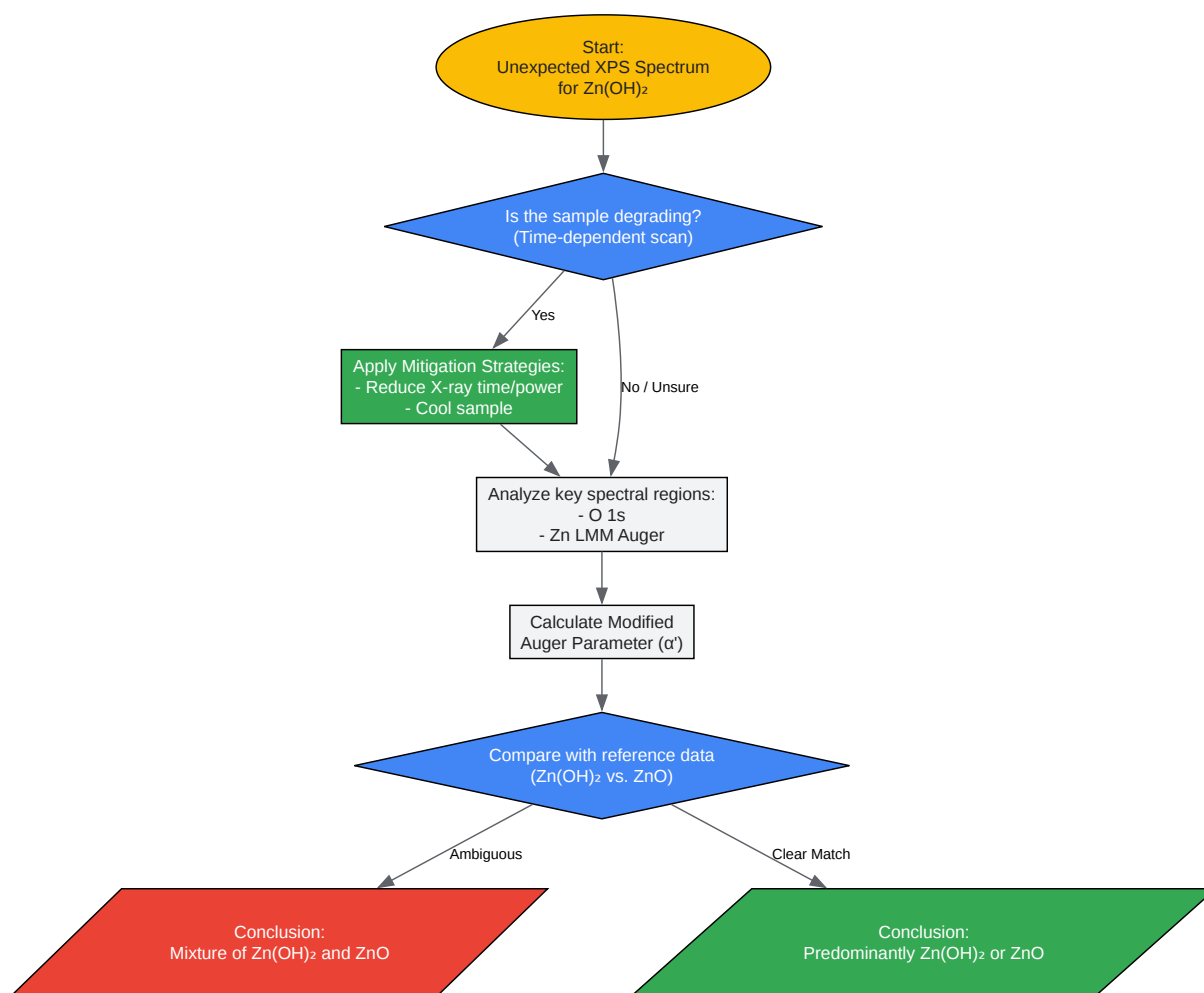 Start:
Unexpected XPS Spectrum
for Zn(OH)₂
Is the sample degrading?
(Time-dependent scan)
Yes
Apply Mitigation Strategies:
- Reduce X-ray time/power
- Cool sample
No / Unsure
Analyze key spectral regions:
- O 1s
- Zn LMM Auger
Calculate Modified
Auger Parameter (α')
Compare with reference data
(Zn(OH)₂ vs. ZnO)
Ambiguous
Clear Match
Conclusion:
Mixture of Zn(OH)₂ and ZnO
Conclusion:
Predominantly Zn(OH)₂ or ZnO